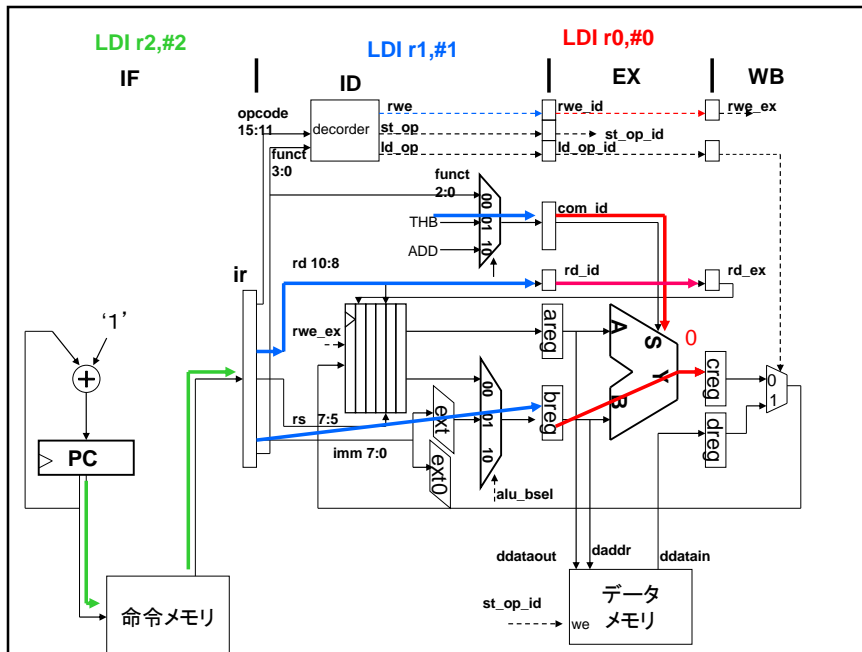 LDI r2,#2
LDI r1,#1
LDI r0,#0
IF
ID
EX
WB
opcode
15:11
funct
3:0
decorder
rwe
st_op
ld_op
rwe_id
st_op_id
ld_op_id
rwe_ex
funct
2:0
THB
ADD
00
01
10
com_id
ir
rd 10:8
rd_id
rd_ex
'1'
+
PC
rwe_ex
rs 7:5
imm 7:0
ext
ext0
00
01
10
alu_bsel
areg
breg
A
B
S
Y
0
creg
dreg
0
1
ddataout
daddr
ddatain
命令メモリ
st_op_id
we
データ
メモリ